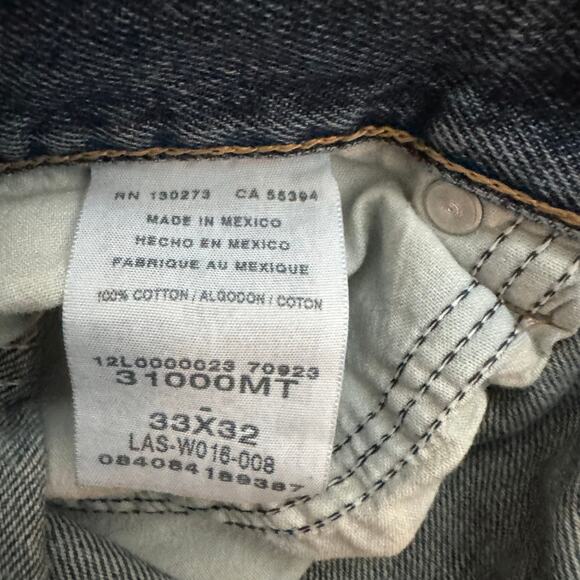 RN 130273 CA 55394
MADE IN MEXICO
HECHO EN MEXICO
FABRIQUE AU MEXIQUE
100% COTTON / ALGODON / COTON
12L0000023 70923
31000MT
-
33X32
LAS-W016-008
084084189387